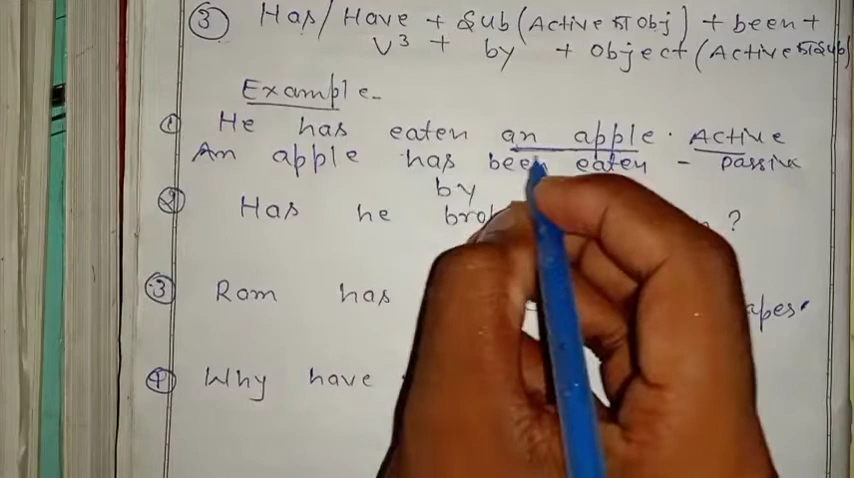 ③ Has/Have + Sub (Active का Obj) + been +
V³ + by + Object (Active का Sub)
Example-
① He has eaten an apple. Active
An apple has been eaten - Passive
by
② Has he ?
③ Ram has
④ Why have